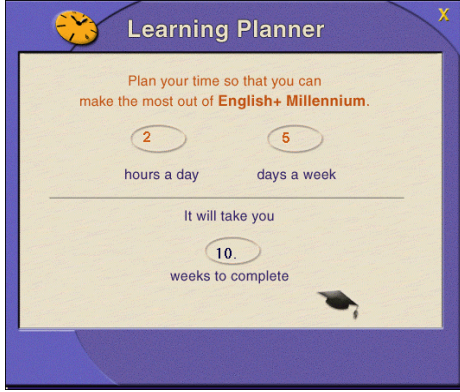 Learning Planner
X
Plan your time so that you can
make the most out of English+ Millennium.
2 5
hours a day days a week
It will take you
10.
weeks to complete